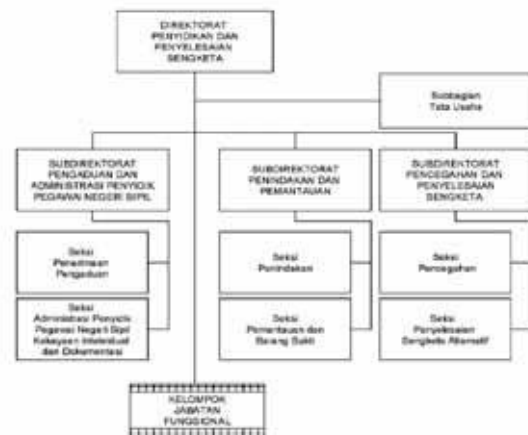 DIREKTORAT
PENYIDIKAN DAN
PENYELESAIAN
SENGKETA
Subbagian
Tata Usaha
SUBDIREKTORAT
PENGADUAN DAN
ADMINISTRASI PENYIDIK
PEGAWAI NEGERI SIPIL
SUBDIREKTORAT
PENINDAKAN DAN
PEMANTAUAN
SUBDIREKTORAT
PENCEGAHAN DAN
PENYELESAIAN
SENGKETA
Seksi
Penerimaan
Pengaduan
Seksi
Penindakan
Seksi
Pencegahan
Seksi
Administrasi Penyidik
Pegawai Negeri Sipil
Kekayaan Intelektual
dan Dokumentasi
Seksi
Pemantauan dan
Barang Bukti
Seksi
Penyelesaian
Sengketa Alternatif
KELOMPOK
JABATAN
FUNGSIONAL